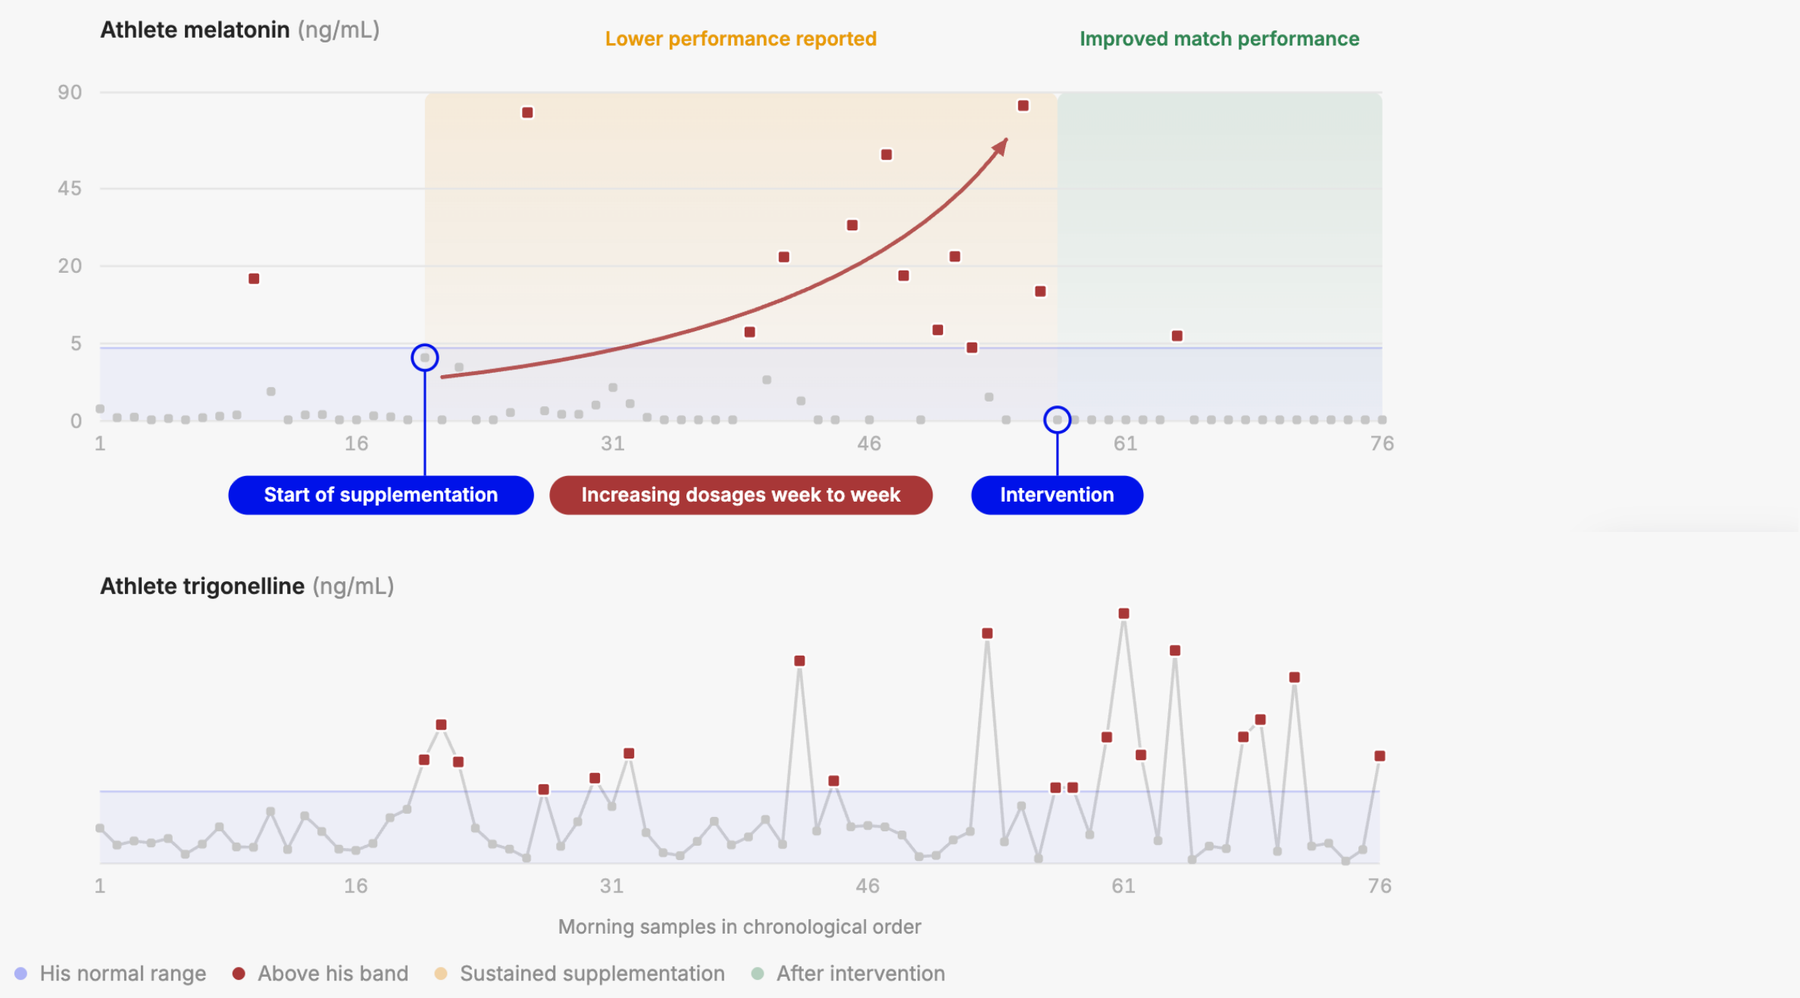 Athlete melatonin (ng/mL)
Lower performance reported
Improved match performance
90
45
20
5
0
1 16 31 46 61 76
Start of supplementation
Increasing dosages week to week
Intervention
Athlete trigonelline (ng/mL)
1 16 31 46 61 76
Morning samples in chronological order
His normal range
Above his band
Sustained supplementation
After intervention